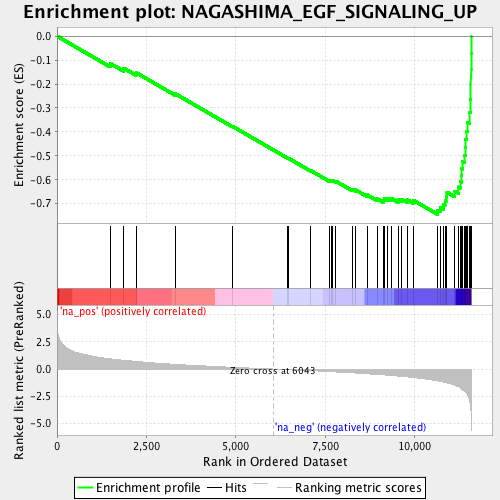 Enrichment plot: NAGASHIMA_EGF_SIGNALING_UP
Enrichment score (ES)
0.0
-0.1
-0.2
-0.3
-0.4
-0.5
-0.6
-0.7
'na_pos' (positively correlated)
Ranked list metric (PreRanked)
5.0
2.5
0.0
-2.5
-5.0
Zero cross at 6043
'na_neg' (negatively correlated)
0
2,500
5,000
7,500
10,000
Rank in Ordered Dataset
Enrichment profile
Hits
Ranking metric scores